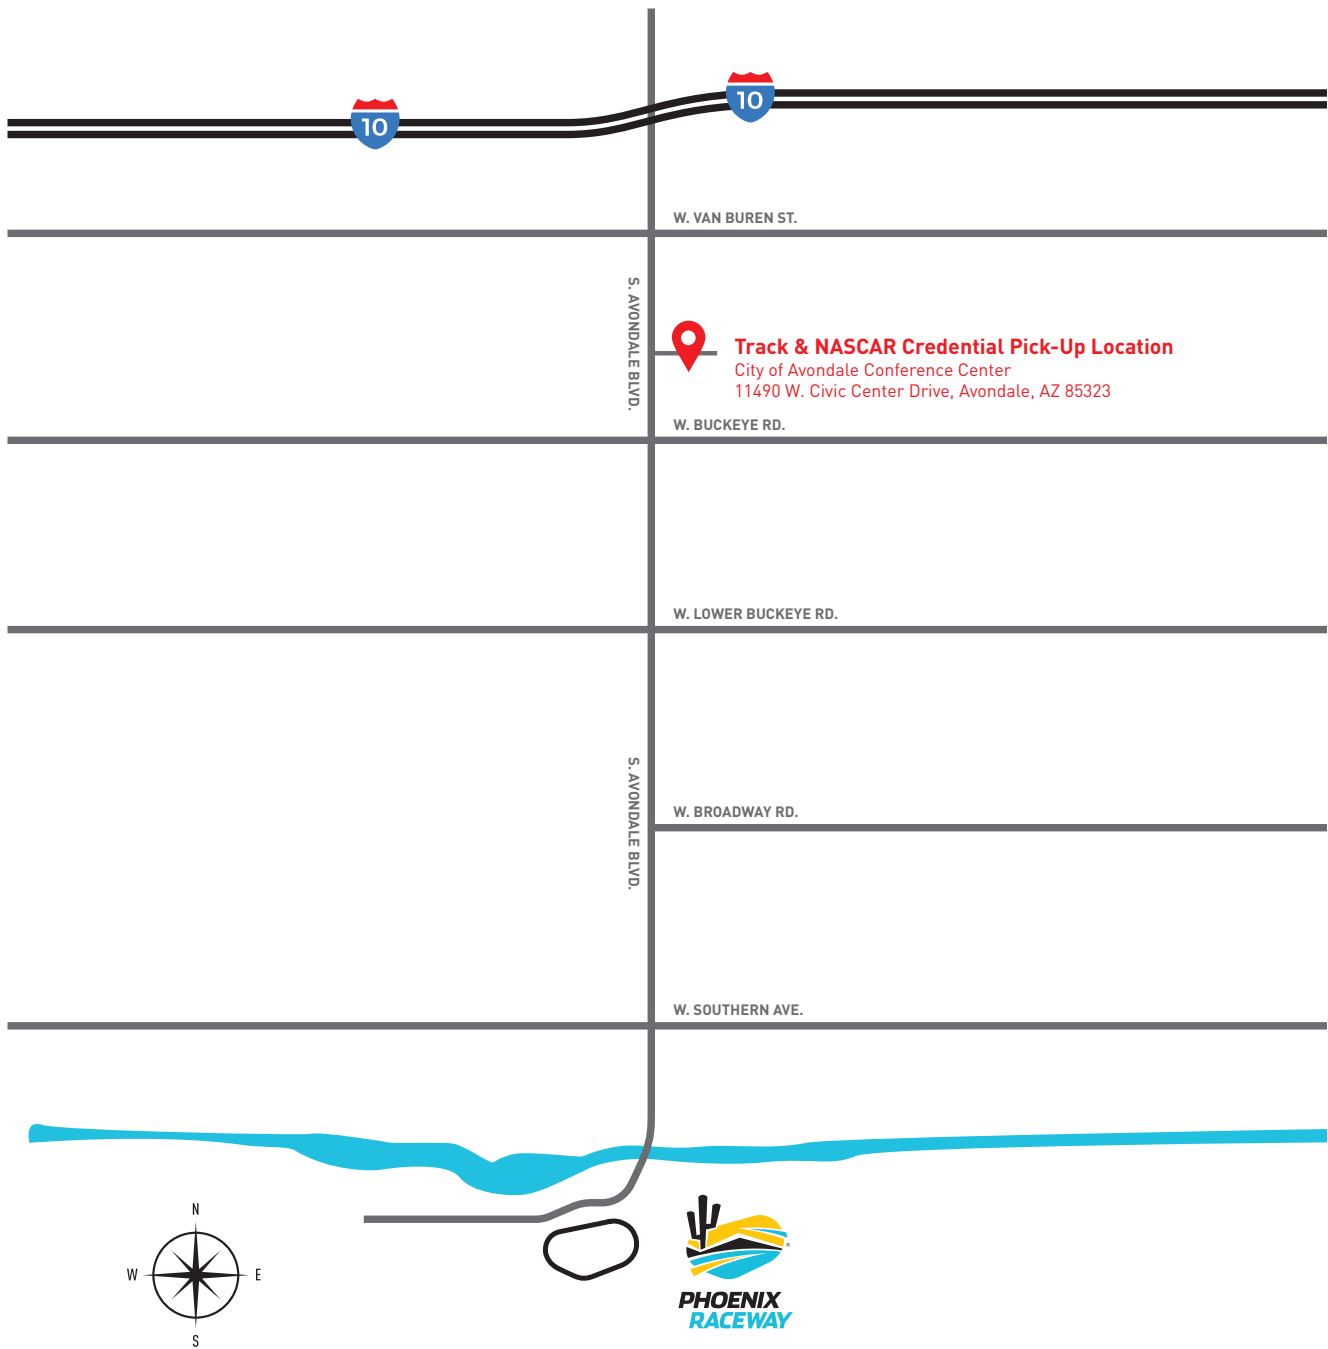 10
10
W. VAN BUREN ST.
S. AVONDALE BLVD.
Track & NASCAR Credential Pick-Up Location
City of Avondale Conference Center
11490 W. Civic Center Drive, Avondale, AZ 85323
W. BUCKEYE RD.
W. LOWER BUCKEYE RD.
S. AVONDALE BLVD.
W. BROADWAY RD.
W. SOUTHERN AVE.
N
W
E
S
®
PHOENIX
RACEWAY